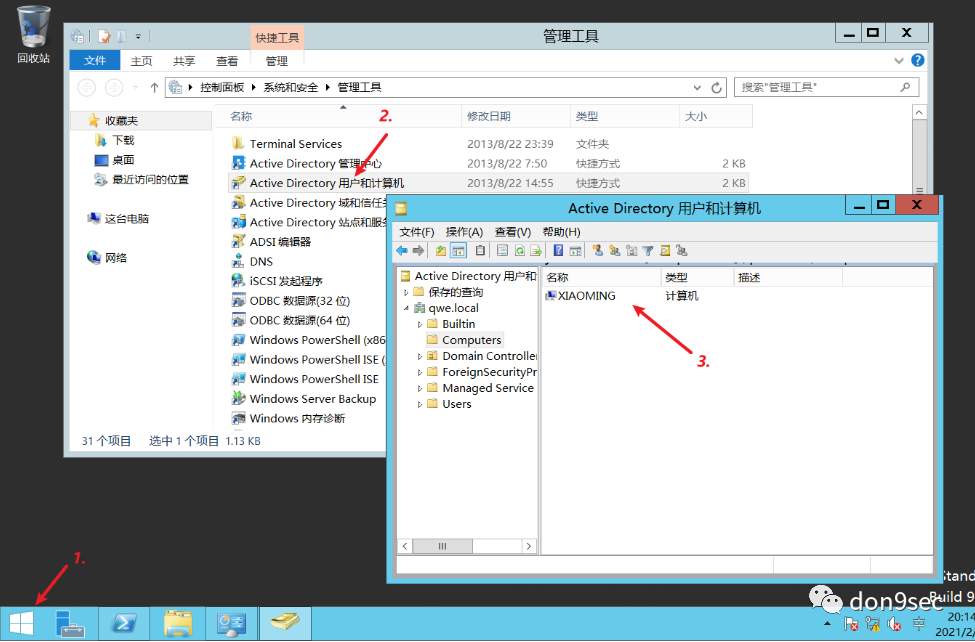 回收站
快捷工具
管理工具
文件 主页 共享 查看 管理
控制面板 系统和安全 管理工具
搜索"管理工具"
收藏夹
下载
桌面
最近访问的位置
这台电脑
网络
名称 修改日期 类型 大小
2.
Terminal Services 2013/8/22 23:39 文件夹
Active Directory 管理中心 2013/8/22 7:50 快捷方式 2 KB
Active Directory 用户和计算机 2013/8/22 14:55 快捷方式 2 KB
Active Directory 域和信任
Active Directory 站点和服
ADSI 编辑器
DNS
iSCSI 发起程序
ODBC 数据源(32 位)
ODBC 数据源(64 位)
Windows PowerShell (x86
Windows PowerShell ISE (
Windows PowerShell ISE
Windows Server Backup
Windows 内存诊断
31 个项目 选中 1 个项目 1.13 KB
Active Directory 用户和计算机
文件(F) 操作(A) 查看(V) 帮助(H)
Active Directory 用户和
保存的查询
qwe.local
Builtin
Computers
Domain Controller
ForeignSecurityPr
Managed Service
Users
名称 类型 描述
XIAOMING 计算机
3.
1.
Stand
Build 9
don9sec
中
20:14
2021/2/